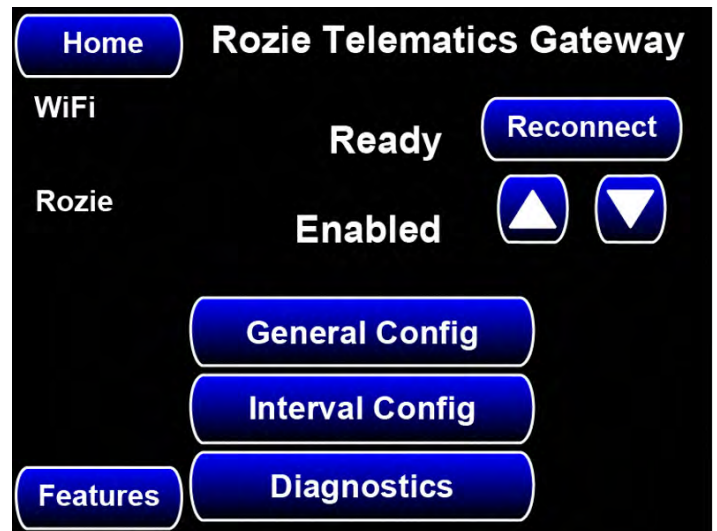 Home
Rozie Telematics Gateway
WiFi
Ready
Reconnect
Rozie
Enabled
General Config
Interval Config
Features
Diagnostics